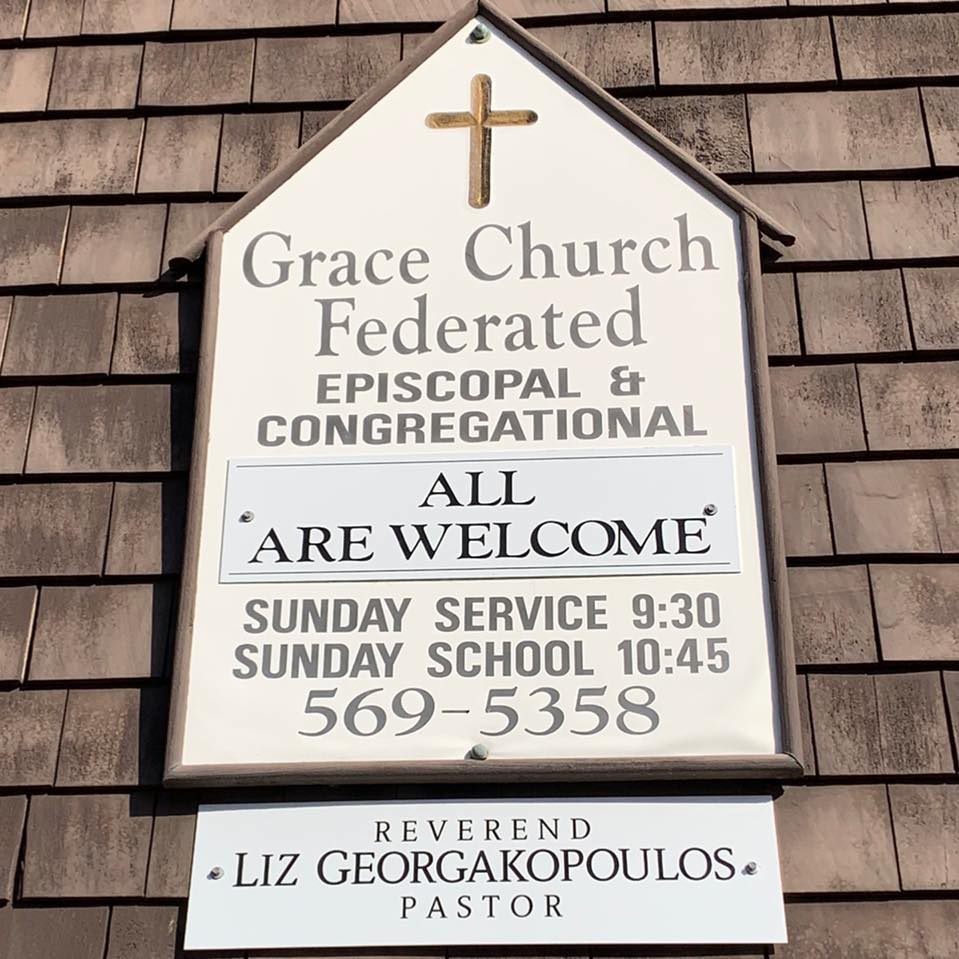 Grace Church
Federated
EPISCOPAL &
CONGREGATIONAL
ALL
ARE WELCOME
SUNDAY SERVICE 9:30
SUNDAY SCHOOL 10:45
569-5358
REVEREND
LIZ GEORGAKOPOULOS
PASTOR